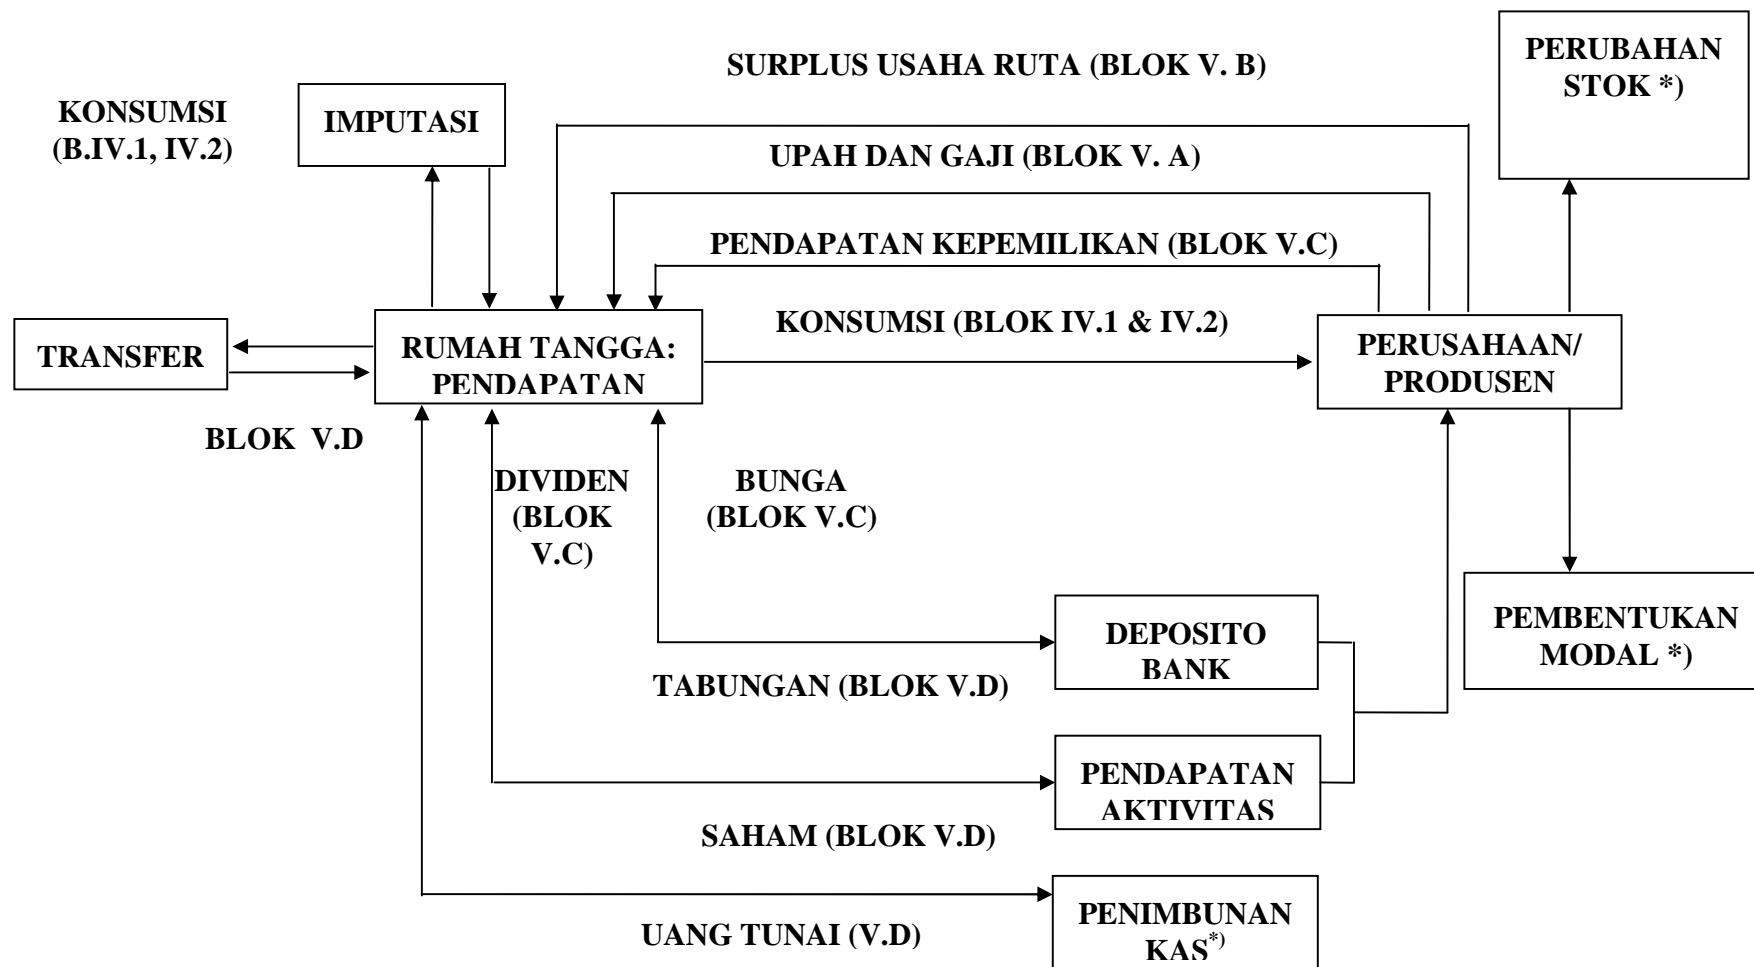 PERUBAHAN
STOK *)
SURPLUS USAHA RUTA (BLOK V. B)
KONSUMSI
(B.IV.1, IV.2)
IMPUTASI
UPAH DAN GAJI (BLOK V. A)
PENDAPATAN KEPEMILIKAN (BLOK V.C)
KONSUMSI (BLOK IV.1 & IV.2)
TRANSFER
RUMAH TANGGA:
PENDAPATAN
PERUSAHAAN/
PRODUSEN
BLOK V.D
DIVIDEN
(BLOK
V.C)
BUNGA
(BLOK V.C)
DEPOSITO
BANK
PEMBENTUKAN
MODAL *)
TABUNGAN (BLOK V.D)
PENDAPATAN
AKTIVITAS
SAHAM (BLOK V.D)
PENIMBUNAN
KAS*)
UANG TUNAI (V.D)